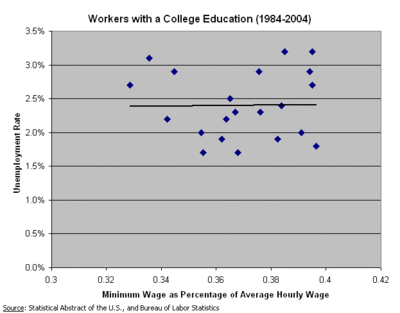 Workers with a College Education (1984-2004)
3.5%
3.0%
2.5%
2.0%
1.5%
1.0%
0.5%
0.0%
Unemployment Rate
0.3 0.32 0.34 0.36 0.38 0.4 0.42
Minimum Wage as Percentage of Average Hourly Wage
Source: Statistical Abstract of the U.S., and Bureau of Labor Statistics